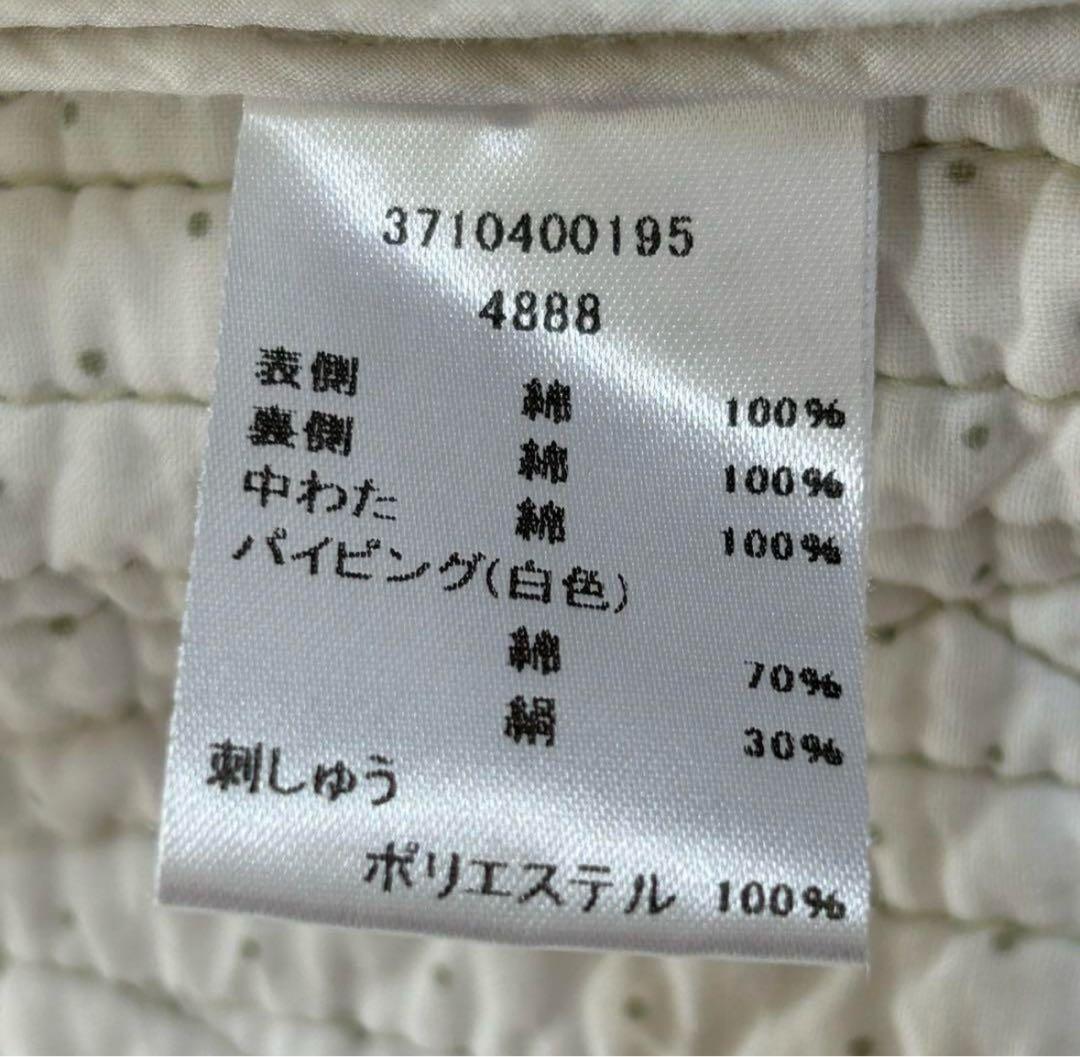 3710400195
4888
表側 綿 100%
裏側 綿 100%
中わた 綿 100%
パイピング(白色)
綿 70%
絹 30%
刺しゅう
ポリエステル 100%